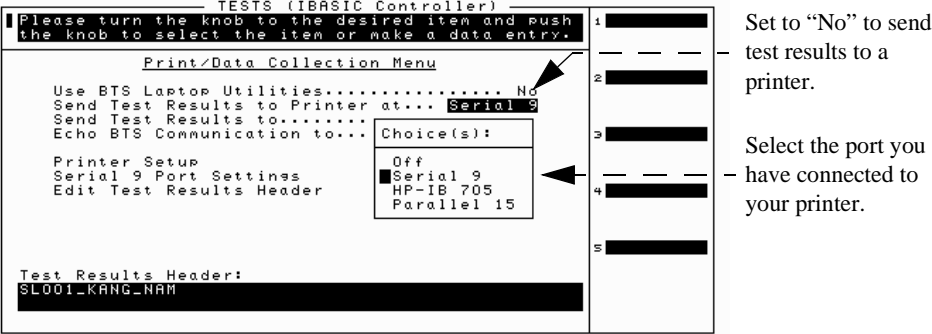 TESTS (IBASIC Controller)
Please turn the knob to the desired item and push
the knob to select the item or make a data entry.
Print/Data Collection Menu
Use BTS Laptop Utilities................. No
Send Test Results to Printer at... Serial 9
Send Test Results to........
Echo BTS Communication to...
Choice(s):
Off
Serial 9
HP-IB 705
Parallel 15
Printer Setup
Serial 9 Port Settings
Edit Test Results Header
Test Results Header:
SL001_KANG_NAM
1
2
3
4
5
Set to “No” to send
test results to a
printer.
Select the port you
have connected to
your printer.